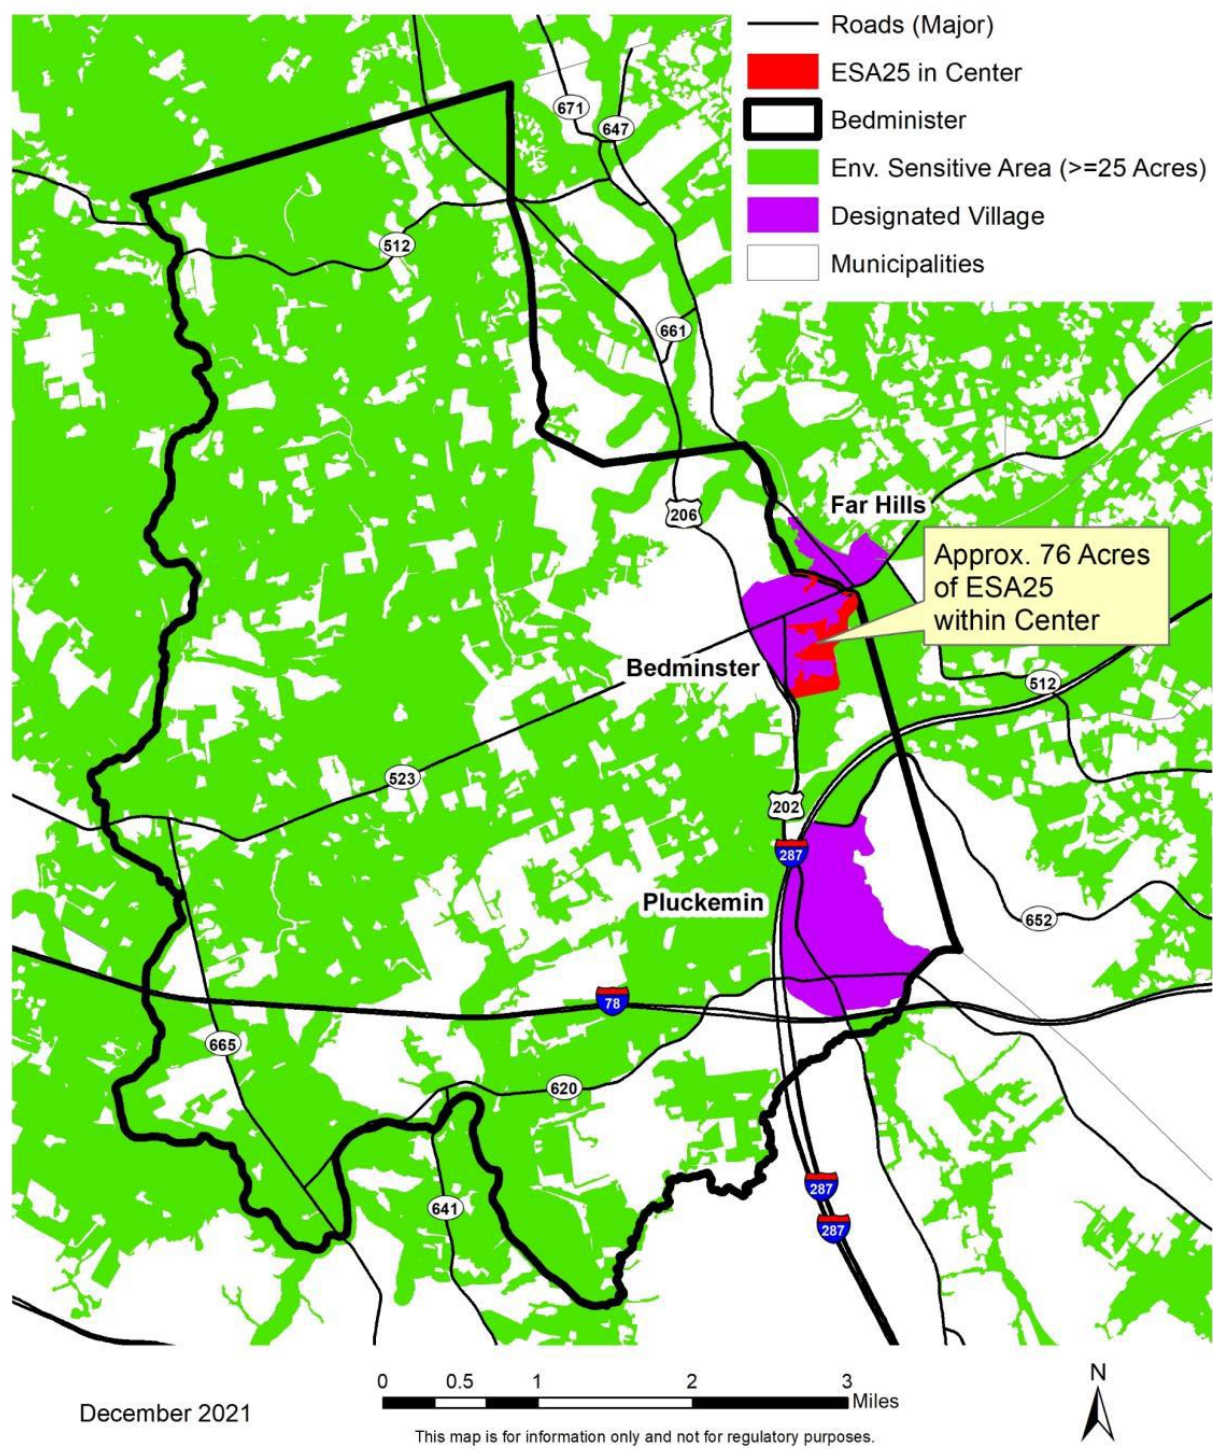 Roads (Major)
ESA25 in Center
Bedminister
Env. Sensitive Area (>=25 Acres)
Designated Village
Municipalities
671
647
512
661
206
Far Hills
Approx. 76 Acres
of ESA25
within Center
Bedminster
512
523
202
287
Pluckemin
652
78
665
620
287
641
287
0 0.5 1 2 3
Miles
N
December 2021
This map is for information only and not for regulatory purposes.